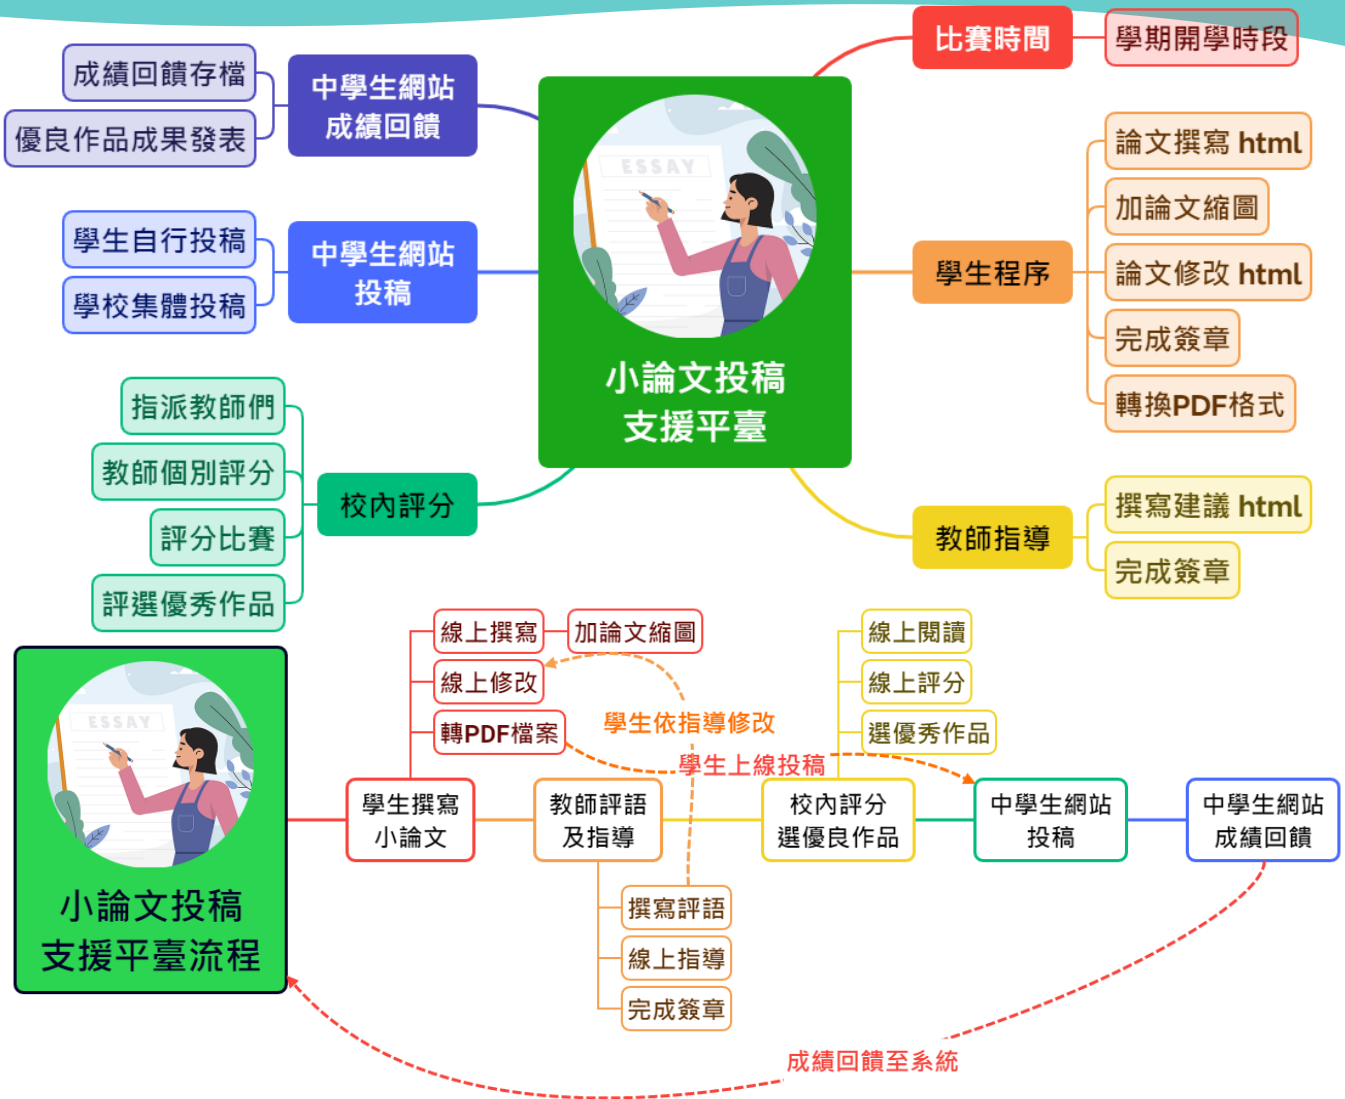 比賽時間
學期開學時段
成績回饋存檔
優良作品成果發表
中學生網站
成績回饋
ESSAY
小論文投稿
支援平臺
學生程序
論文撰寫 html
加論文縮圖
論文修改 html
完成簽章
轉換PDF格式
學生自行投稿
學校集體投稿
中學生網站
投稿
指派教師們
教師個別評分
評分比賽
評選優秀作品
校內評分
教師指導
撰寫建議 html
完成簽章
ESSAY
小論文投稿
支援平臺流程
線上撰寫
加論文縮圖
線上修改
轉PDF檔案
學生依指導修改
學生上線投稿
線上閱讀
線上評分
選優秀作品
學生撰寫
小論文
教師評語
及指導
校內評分
選優良作品
中學生網站
投稿
中學生網站
成績回饋
撰寫評語
線上指導
完成簽章
成績回饋至系統